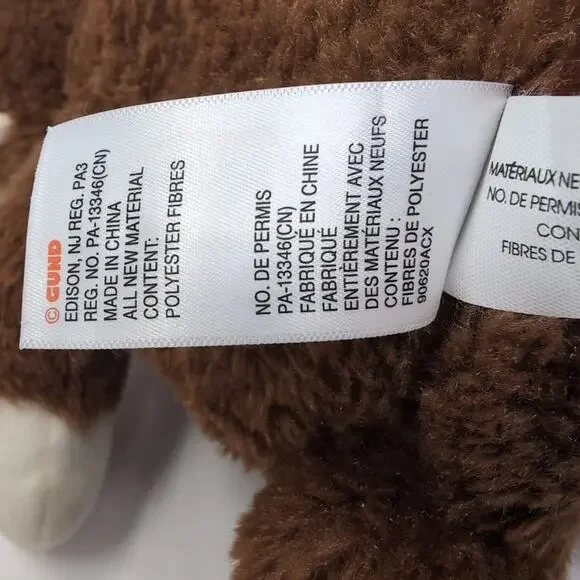 © GUND
EDISON, NJ REG. PA3
REG. NO. PA-13346(CN)
MADE IN CHINA
ALL NEW MATERIAL
CONTENT:
POLYESTER FIBRES
NO. DE PERMIS
PA-13346(CN)
FABRIQUÉ EN CHINE
FABRIQUÉ
ENTIÈREMENT AVEC
DES MATÉRIAUX NEUFS
CONTENU :
FIBRES DE POLYESTER
90620ACX
MATÉRIAUX NE
NO. DE PERMIS
CON
FIBRES DE